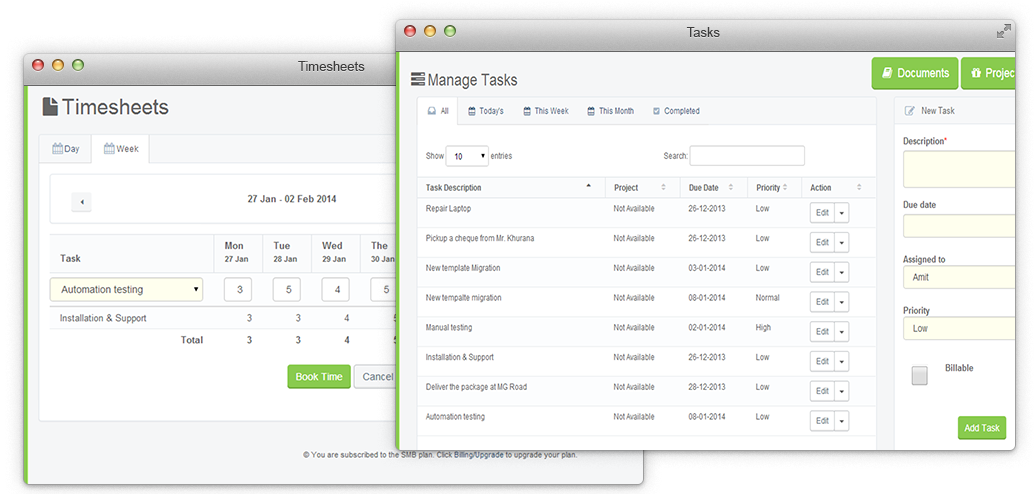 Timesheets
Timesheets
Day
Week
27 Jan - 02 Feb 2014
Task Mon Tue Wed The
27 Jan 28 Jan 29 Jan 30 Jan
Automation testing 3 5 4 5
Installation & Support 3 3 4
Total 3 3 4
Book Time Cancel
© You are subscribed to the SMB plan. Click Billing/Upgrade to upgrade your plan.
Tasks
Manage Tasks
Documents Projec
All Today's This Week This Month Completed
Show 10 entries Search:
Task Description Project Due Date Priority Action
Repair Laptop Not Available 26-12-2013 Low Edit
Pickup a cheque from Mr. Khurana Not Available 26-12-2013 Low Edit
New template Migration Not Available 03-01-2014 Low Edit
New tempalte migration Not Available 08-01-2014 Normal Edit
Manual testing Not Available 02-01-2014 High Edit
Installation & Support Not Available 26-12-2013 Low Edit
Deliver the package at MG Road Not Available 28-12-2013 Low Edit
Automation testing Not Available 08-01-2014 Low Edit
New Task
Description*
Due date
Assigned to
Amit
Priority
Low
Billable
Add Task